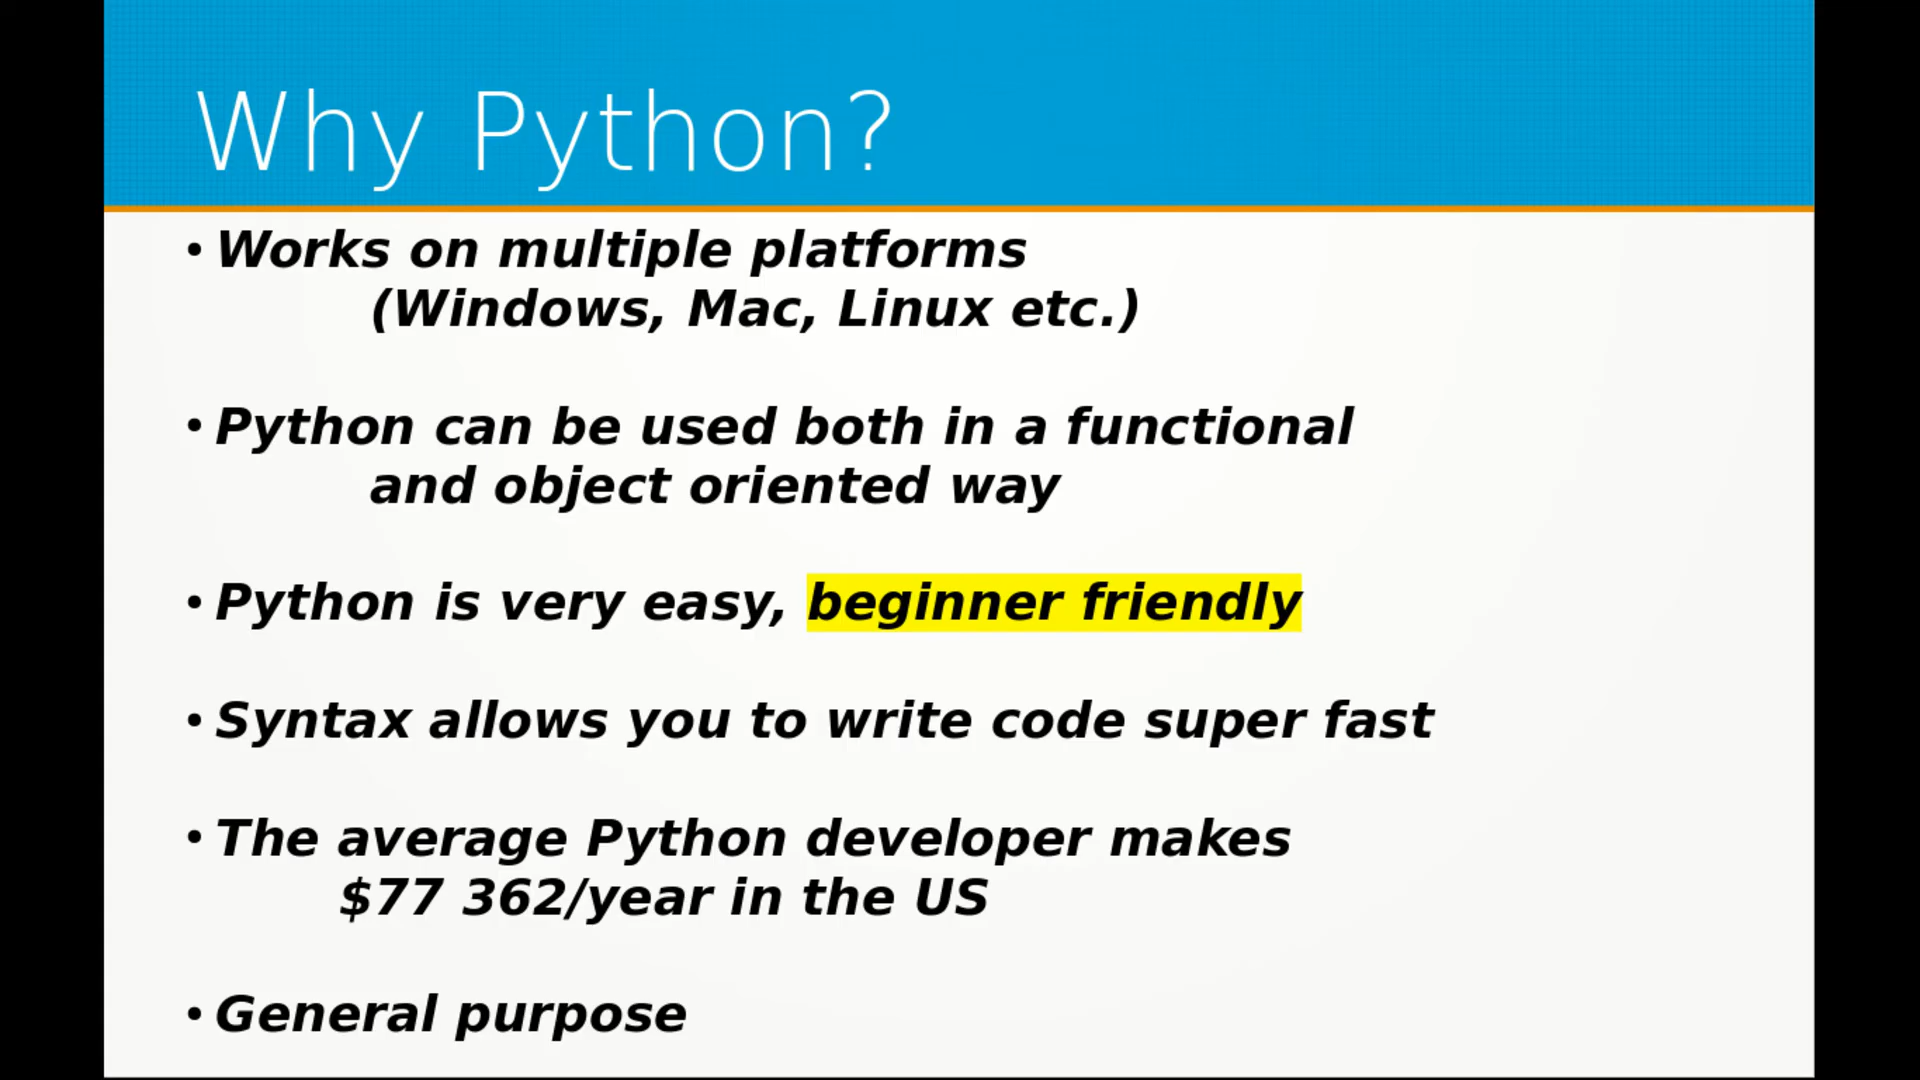 Why Python?
• Works on multiple platforms
(Windows, Mac, Linux etc.)
• Python can be used both in a functional
and object oriented way
• Python is very easy, beginner friendly
• Syntax allows you to write code super fast
• The average Python developer makes
$77 362/year in the US
• General purpose